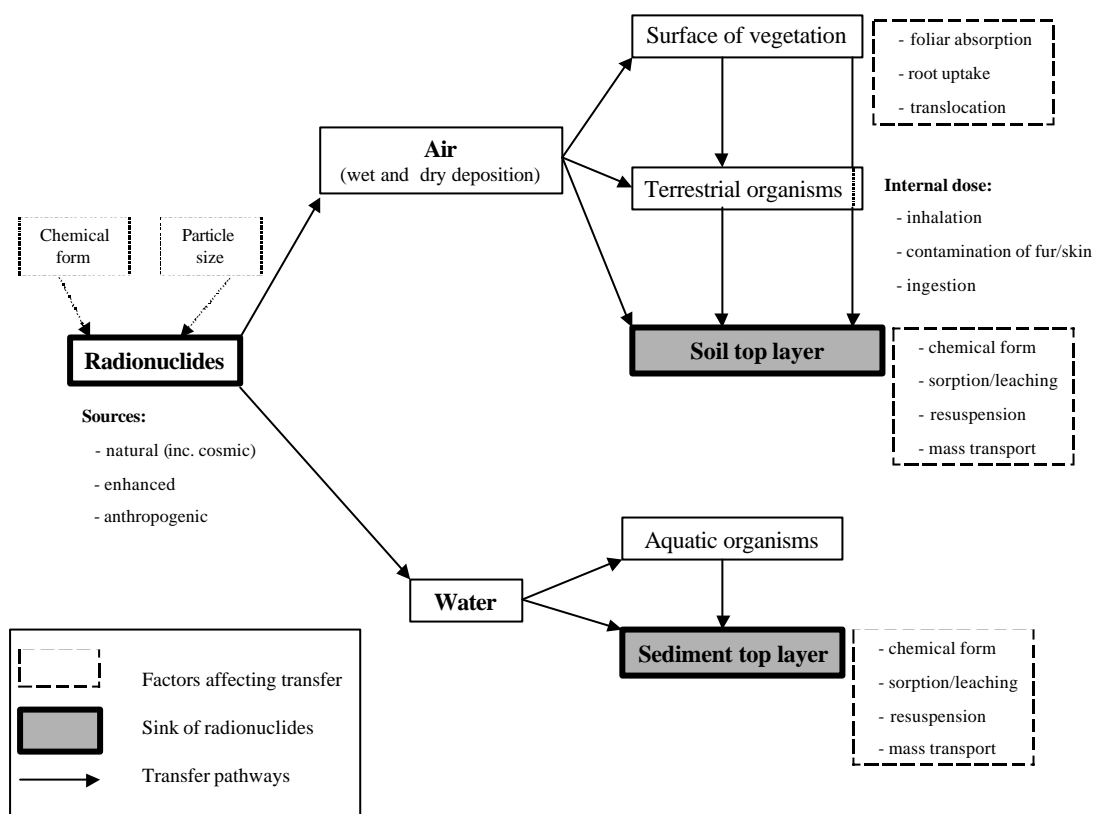 Surface of vegetation
- foliar absorption
- root uptake
- translocation
Air
(wet and dry deposition)
Terrestrial organisms
Internal dose:
- inhalation
- contamination of fur/skin
- ingestion
Chemical
form
Particle
size
Radionuclides
Sources:
- natural (inc. cosmic)
- enhanced
- anthropogenic
Soil top layer
- chemical form
- sorption/leaching
- resuspension
- mass transport
Aquatic organisms
Water
Sediment top layer
- chemical form
- sorption/leaching
- resuspension
- mass transport
Factors affecting transfer
Sink of radionuclides
Transfer pathways